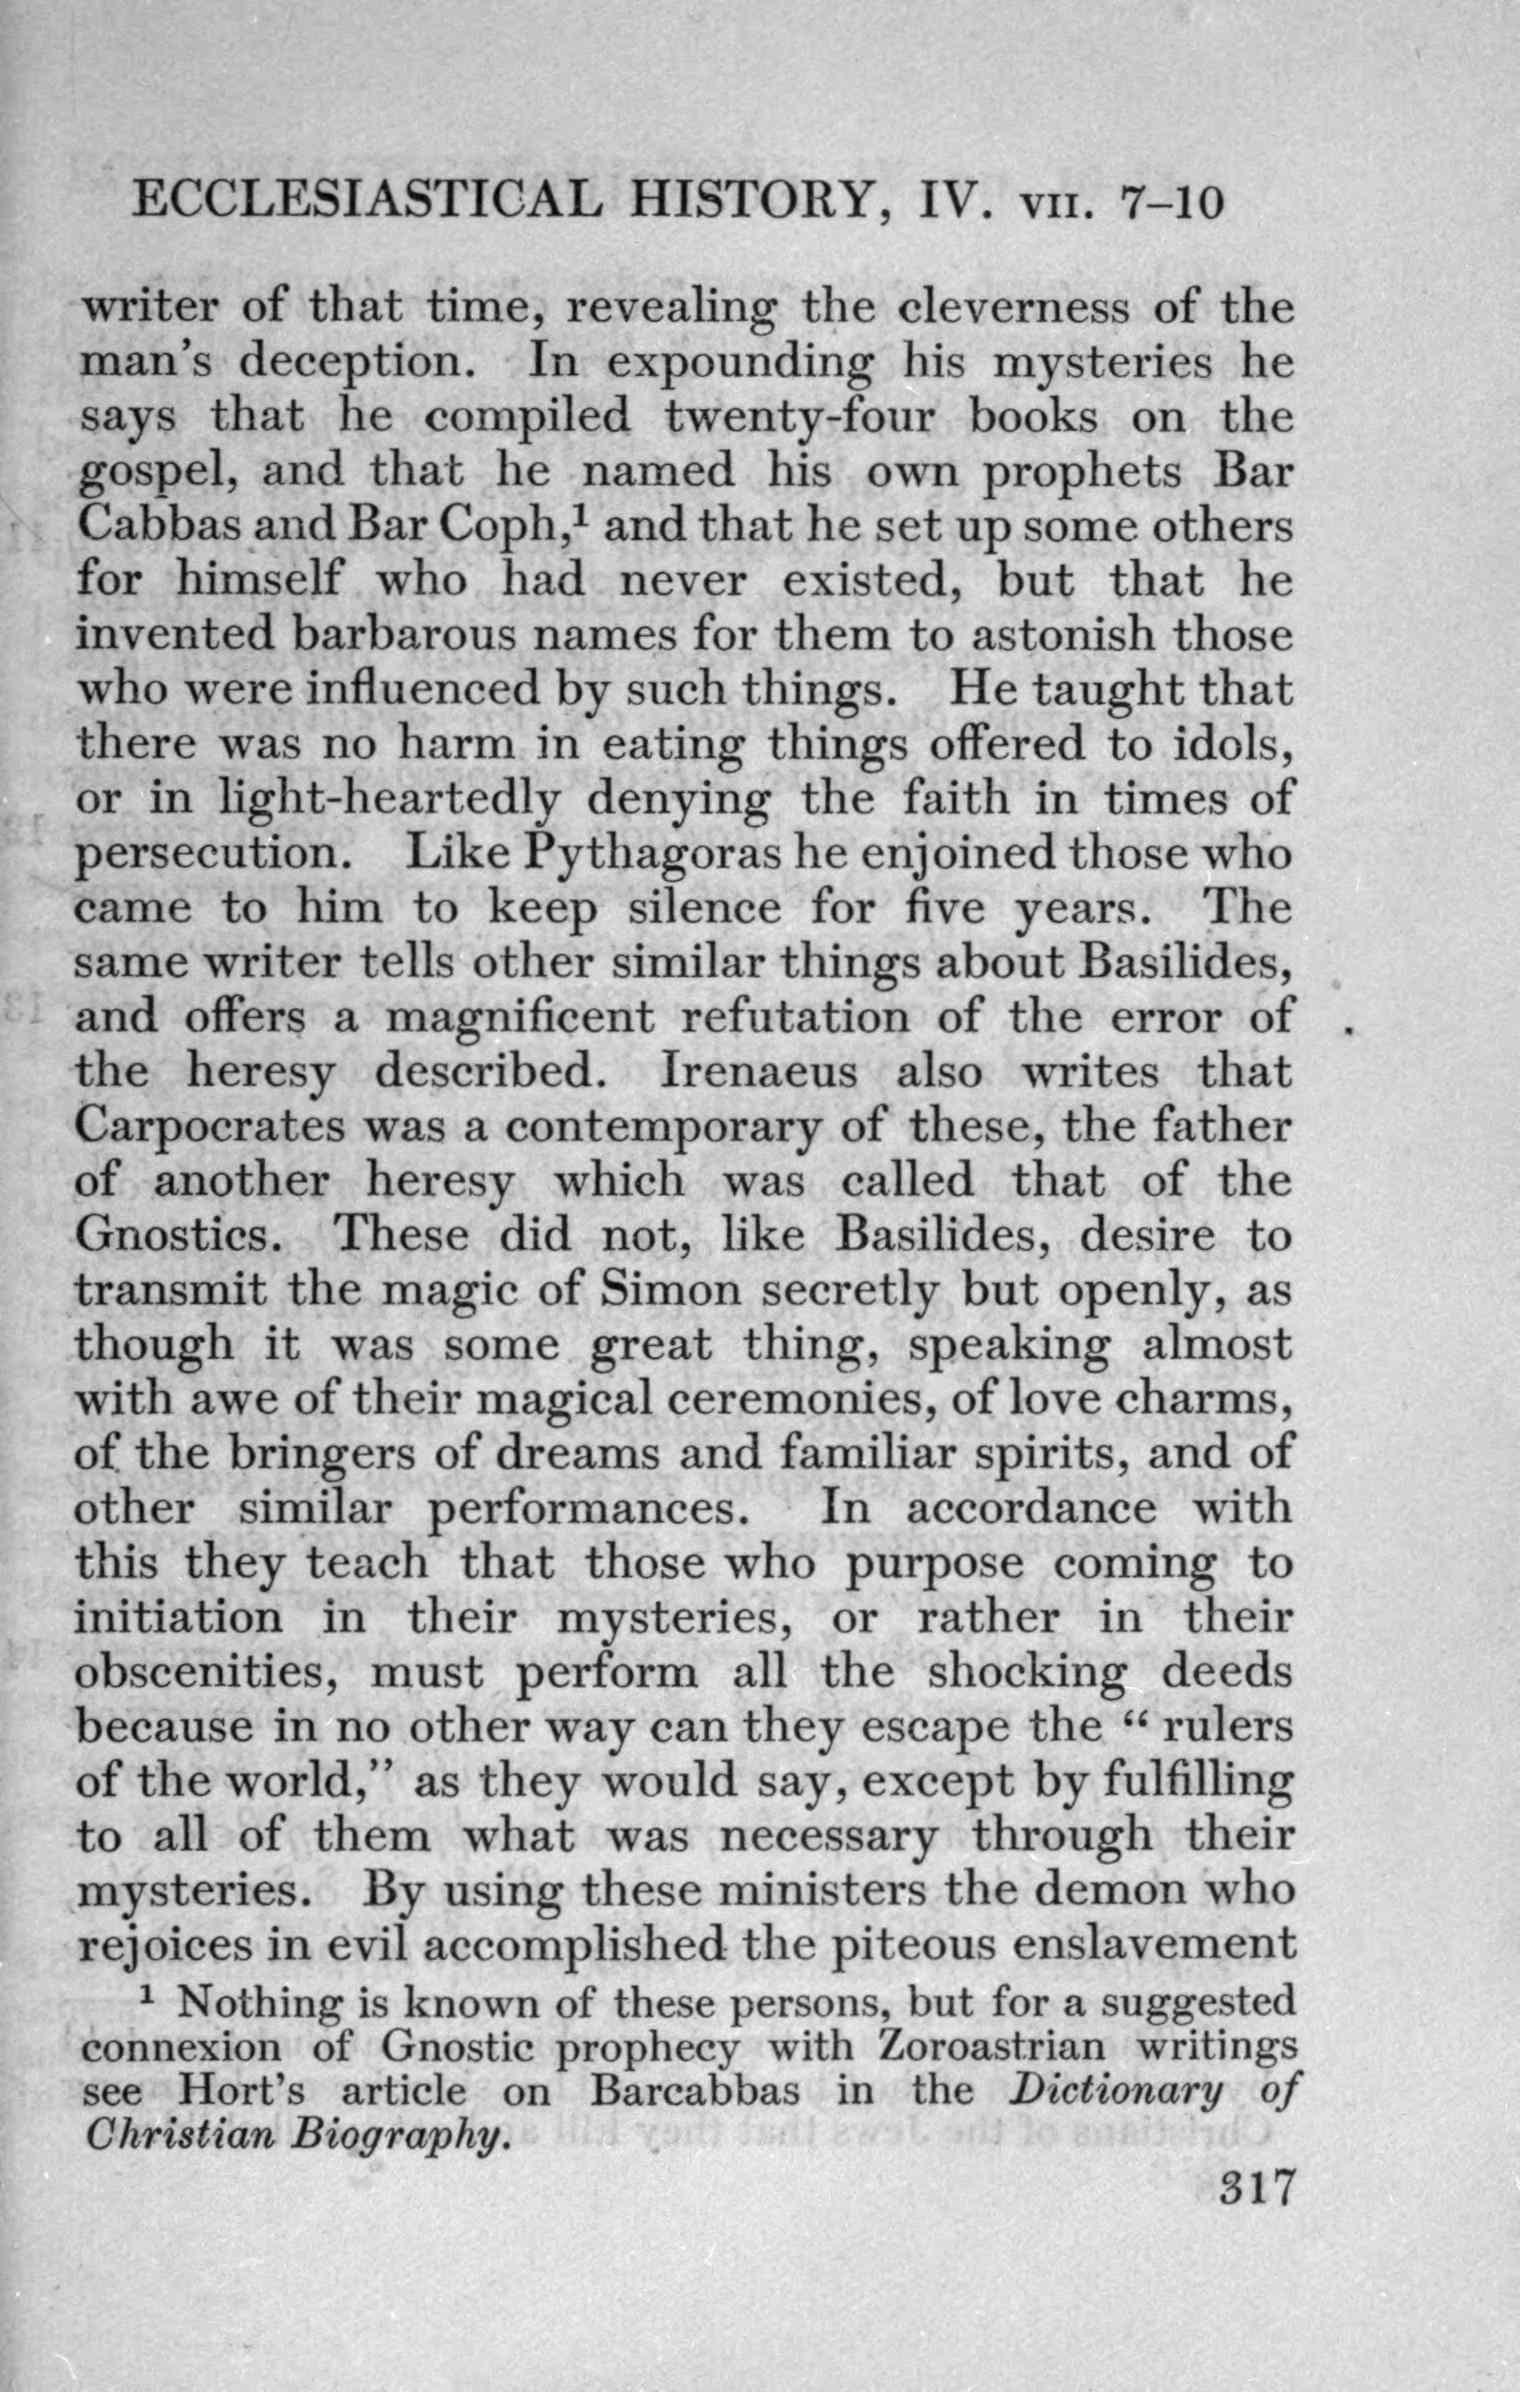 ECCLESIASTICAL HISTORY, IV. VII. 7–10
writer of that time, revealing the cleverness of the
man's deception. In expounding his mysteries he
says that he compiled twenty-four books on the
gospel, and that he named his own prophets Bar
Cabbas and Bar Coph,¹ and that he set up some others
for himself who had never existed, but that he
invented barbarous names for them to astonish those
who were influenced by such things. He taught that
there was no harm in eating things offered to idols,
or in light-heartedly denying the faith in times of
persecution. Like Pythagoras he enjoined those who
came to him to keep silence for five years. The
same writer tells other similar things about Basilides,
and offers a magnificent refutation of the error of
the heresy described. Irenaeus also writes that
Carpocrates was a contemporary of these, the father
of another heresy which was called that of the
Gnostics. These did not, like Basilides, desire to
transmit the magic of Simon secretly but openly, as
though it was some great thing, speaking almost
with awe of their magical ceremonies, of love charms,
of the bringers of dreams and familiar spirits, and of
other similar performances. In accordance with
this they teach that those who purpose coming to
initiation in their mysteries, or rather in their
obscenities, must perform all the shocking deeds
because in no other way can they escape the “ rulers
of the world,” as they would say, except by fulfilling
to all of them what was necessary through their
mysteries. By using these ministers the demon who
rejoices in evil accomplished the piteous enslavement
¹ Nothing is known of these persons, but for a suggested
connexion of Gnostic prophecy with Zoroastrian writings
see Hort's article on Barcabbas in the Dictionary of
Christian Biography.
317